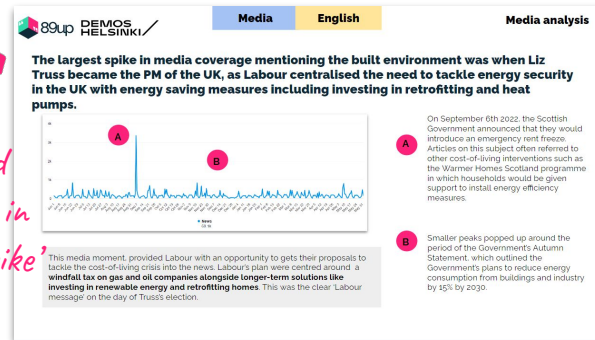 89up DEMOS
HELSINKI
Media
English
Media analysis
The largest spike in media coverage mentioning the built environment was when Liz
Truss became the PM of the UK, as Labour centralised the need to tackle energy security
in the UK with energy saving measures including investing in retrofitting and heat
pumps.
A
B
News
in
ike'
This media moment, provided Labour with an opportunity to get their proposals to
tackle the cost-of-living crisis into the news. Labour's plan were centred around a
windfall tax on gas and oil companies alongside longer-term solutions like
investing in renewable energy and retrofitting homes. This was the clear 'Labour
message' on the day of Truss's election.
A
On September 6th 2022, the Scottish
Government announced that they would
introduce an emergency rent freeze.
Articles on this subject often referred to
other cost-of-living interventions such as
the Warmer Homes Scotland programme
in which households would be given
support to install energy efficiency
measures.
B
Smaller peaks popped up around the
period of the Government's Autumn
Statement, which outlined the
Government's plans to reduce energy
consumption from buildings and industry
by 15% by 2030.